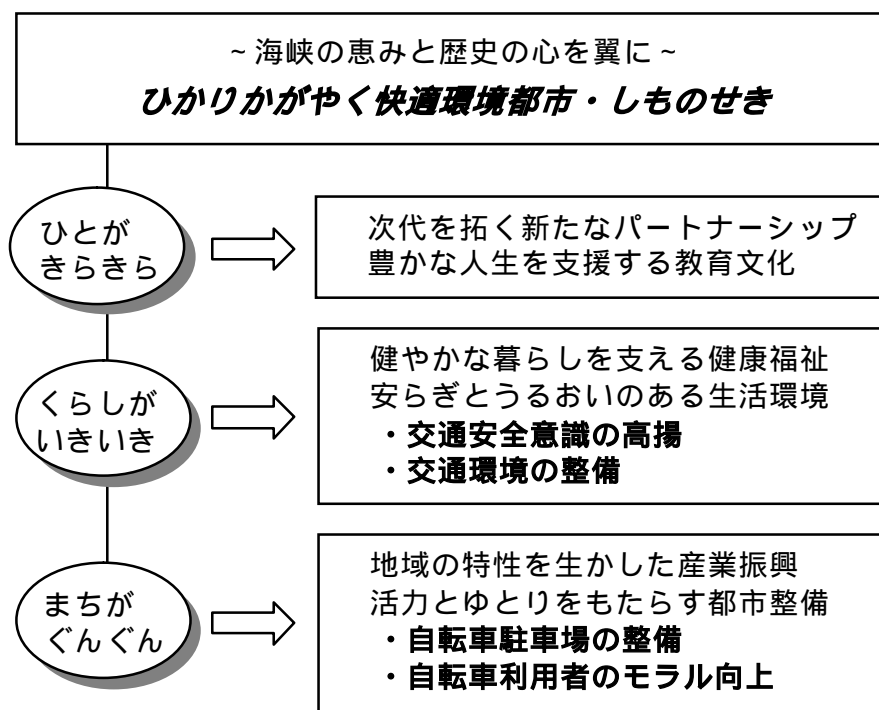 ~海峡の恵みと歴史の心を翼に~
ひかりかがやく快適環境都市・しものせき
ひとが
きらきら
次代を拓く新たなパートナーシップ
豊かな人生を支援する教育文化
くらしが
いきいき
健やかな暮らしを支える健康福祉
安らぎとうるおいのある生活環境
・交通安全意識の高揚
・交通環境の整備
まちが
ぐんぐん
地域の特性を生かした産業振興
活力とゆとりをもたらす都市整備
・自転車駐車場の整備
・自転車利用者のモラル向上